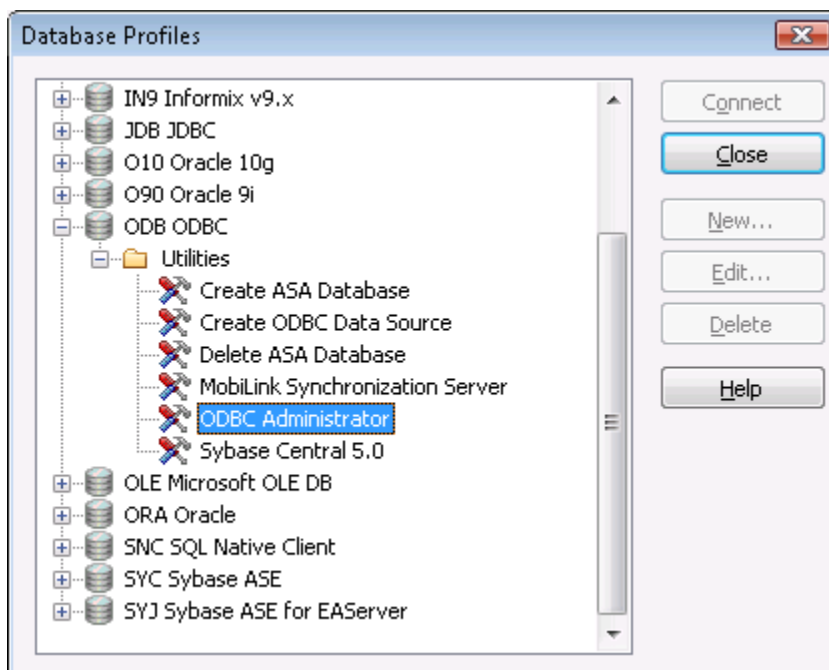 Database Profiles
IN9 Informix v9.x
JDB JDBC
O10 Oracle 10g
O90 Oracle 9i
ODB ODBC
Utilities
Create ASA Database
Create ODBC Data Source
Delete ASA Database
MobiLink Synchronization Server
ODBC Administrator
Sybase Central 5.0
OLE Microsoft OLE DB
ORA Oracle
SNC SQL Native Client
SYC Sybase ASE
SYJ Sybase ASE for EAServer
Connect
Close
New...
Edit...
Delete
Help